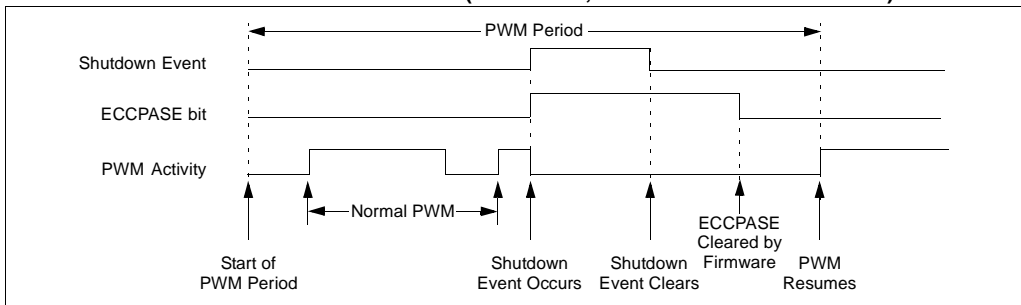 PWM Period
Shutdown Event
ECCPASE bit
PWM Activity
Normal PWM
Start of
PWM Period
Shutdown
Event Occurs
Shutdown
Event Clears
ECCPASE
Cleared by
Firmware
PWM
Resumes